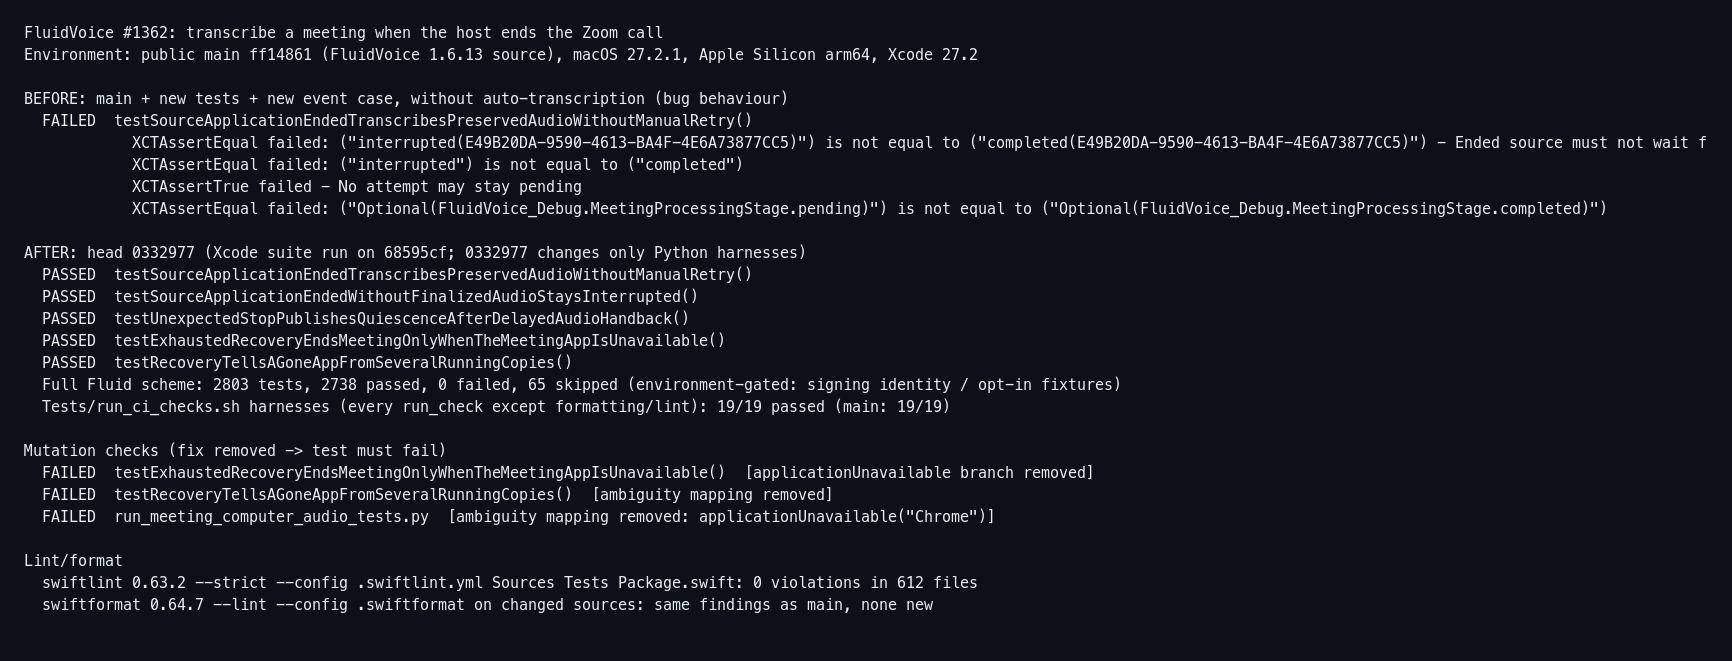 FluidVoice #1362: transcribe a meeting when the host ends the Zoom call
Environment: public main ff14861 (FluidVoice 1.6.13 source), macOS 27.2.1, Apple Silicon arm64, Xcode 27.2
BEFORE: main + new tests + new event case, without auto-transcription (bug behaviour)
FAILED testSourceApplicationEndedTranscribesPreservedAudioWithoutManualRetry()
XCTAssertEqual failed: ("interrupted(E49B20DA-9590-4613-BA4F-4E6A73877CC5)") is not equal to ("completed(E49B20DA-9590-4613-BA4F-4E6A73877CC5)") - Ended source must not wait f
XCTAssertEqual failed: ("interrupted") is not equal to ("completed")
XCTAssertTrue failed - No attempt may stay pending
XCTAssertEqual failed: ("Optional(FluidVoice_Debug.MeetingProcessingStage.pending)") is not equal to ("Optional(FluidVoice_Debug.MeetingProcessingStage.completed)")
AFTER: head 0332977 (Xcode suite run on 68595cf; 0332977 changes only Python harnesses)
PASSED testSourceApplicationEndedTranscribesPreservedAudioWithoutManualRetry()
PASSED testSourceApplicationEndedWithoutFinalizedAudioStaysInterrupted()
PASSED testUnexpectedStopPublishesQuiescenceAfterDelayedAudioHandback()
PASSED testExhaustedRecoveryEndsMeetingOnlyWhenTheMeetingAppIsUnavailable()
PASSED testRecoveryTellsAGoneAppFromSeveralRunningCopies()
Full Fluid scheme: 2803 tests, 2738 passed, 0 failed, 65 skipped (environment-gated: signing identity / opt-in fixtures)
Tests/run_ci_checks.sh harnesses (every run_check except formatting/lint): 19/19 passed (main: 19/19)
Mutation checks (fix removed -> test must fail)
FAILED testExhaustedRecoveryEndsMeetingOnlyWhenTheMeetingAppIsUnavailable() [applicationUnavailable branch removed]
FAILED testRecoveryTellsAGoneAppFromSeveralRunningCopies() [ambiguity mapping removed]
FAILED run_meeting_computer_audio_tests.py [ambiguity mapping removed: applicationUnavailable("Chrome")]
Lint/format
swiftlint 0.63.2 --strict --config .swiftlint.yml Sources Tests Package.swift: 0 violations in 612 files
swiftformat 0.64.7 --lint --config .swiftformat on changed sources: same findings as main, none new